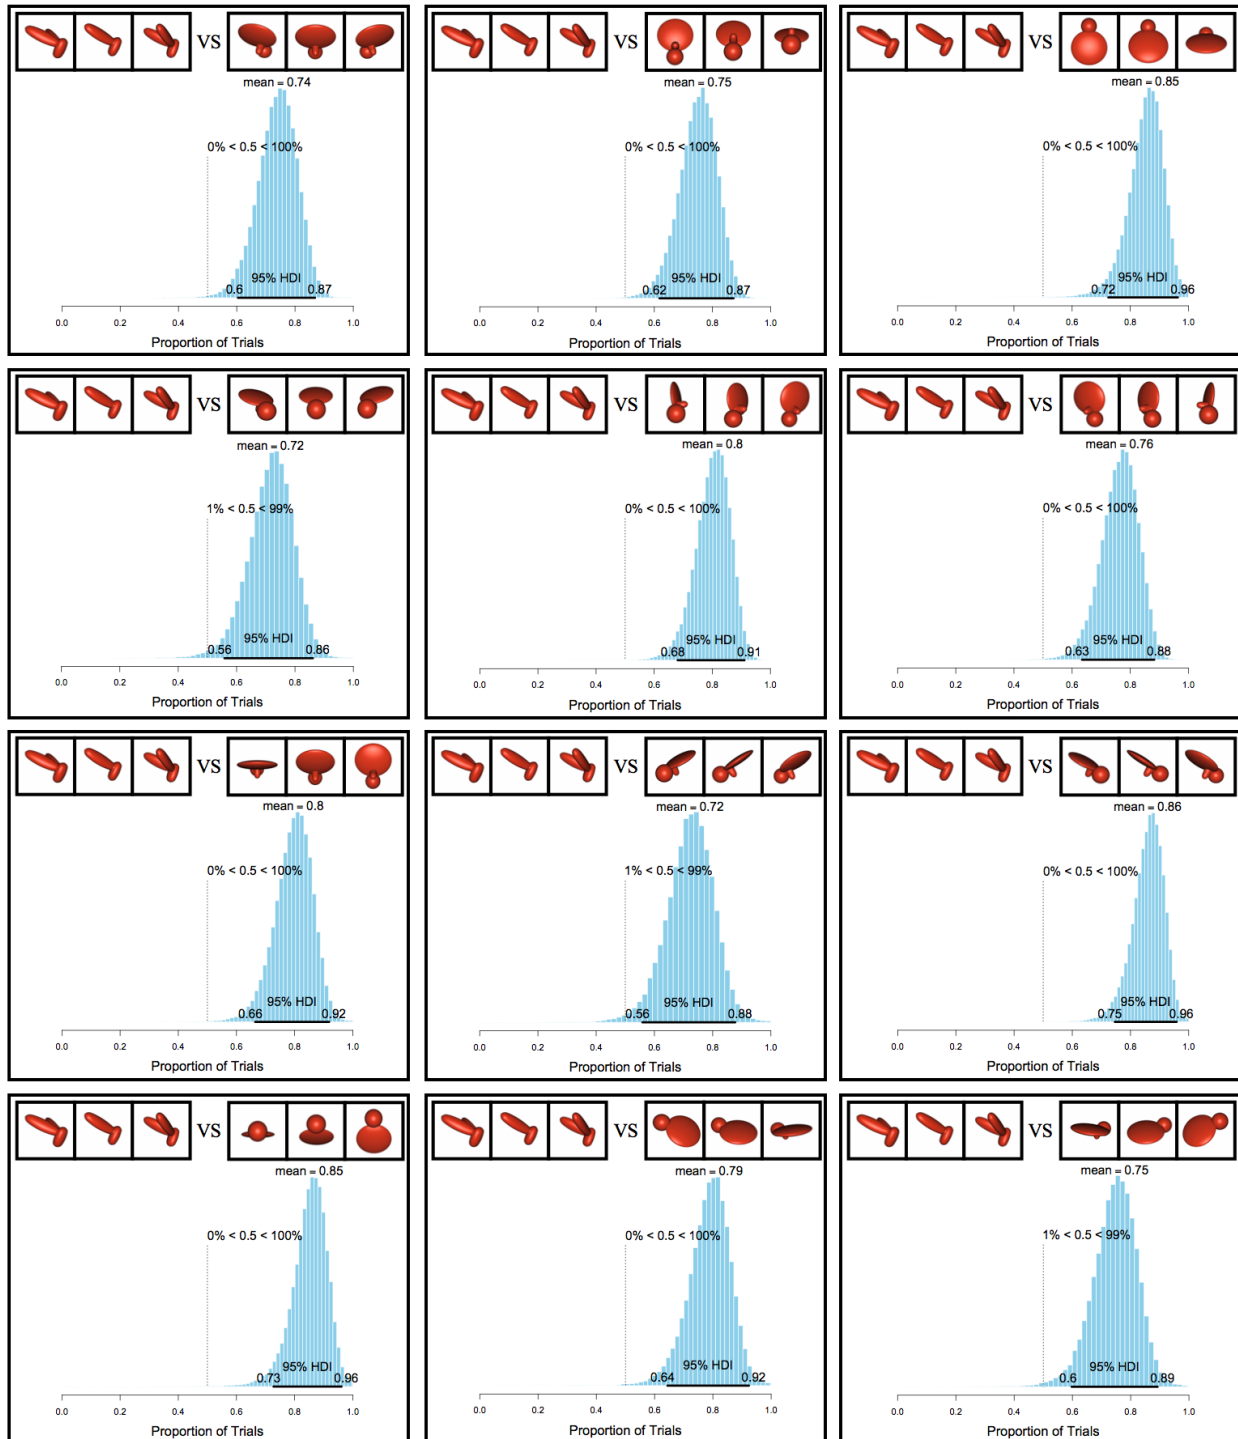 VS
mean = 0.74
0% < 0.5 < 100%
95% HDI
0.6 0.87
0.0 0.2 0.4 0.6 0.8 1.0
Proportion of Trials
VS
mean = 0.75
0% < 0.5 < 100%
95% HDI
0.62 0.87
0.0 0.2 0.4 0.6 0.8 1.0
Proportion of Trials
VS
mean = 0.85
0% < 0.5 < 100%
95% HDI
0.72 0.96
0.0 0.2 0.4 0.6 0.8 1.0
Proportion of Trials
VS
mean = 0.72
1% < 0.5 < 99%
95% HDI
0.56 0.86
0.0 0.2 0.4 0.6 0.8 1.0
Proportion of Trials
VS
mean = 0.8
0% < 0.5 < 100%
95% HDI
0.68 0.91
0.0 0.2 0.4 0.6 0.8 1.0
Proportion of Trials
VS
mean = 0.76
0% < 0.5 < 100%
95% HDI
0.63 0.88
0.0 0.2 0.4 0.6 0.8 1.0
Proportion of Trials
VS
mean = 0.8
0% < 0.5 < 100%
95% HDI
0.66 0.92
0.0 0.2 0.4 0.6 0.8 1.0
Proportion of Trials
VS
mean = 0.72
1% < 0.5 < 99%
95% HDI
0.56 0.88
0.0 0.2 0.4 0.6 0.8 1.0
Proportion of Trials
VS
mean = 0.86
0% < 0.5 < 100%
95% HDI
0.75 0.96
0.0 0.2 0.4 0.6 0.8 1.0
Proportion of Trials
VS
mean = 0.85
0% < 0.5 < 100%
95% HDI
0.73 0.96
0.0 0.2 0.4 0.6 0.8 1.0
Proportion of Trials
VS
mean = 0.79
0% < 0.5 < 100%
95% HDI
0.64 0.92
0.0 0.2 0.4 0.6 0.8 1.0
Proportion of Trials
VS
mean = 0.75
1% < 0.5 < 99%
95% HDI
0.6 0.89
0.0 0.2 0.4 0.6 0.8 1.0
Proportion of Trials